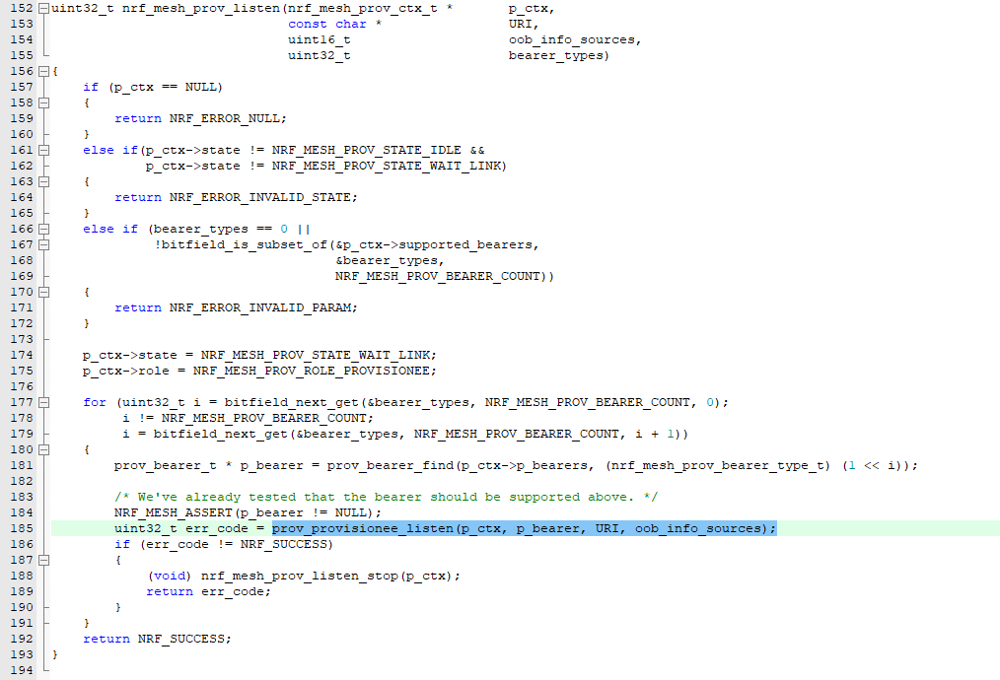 152 uint32_t nrf_mesh_prov_listen(nrf_mesh_prov_ctx_t *       p_ctx,
153                               const char *                URI,
154                               uint16_t                    oob_info_sources,
155                               uint32_t                    bearer_types)
156 {
157     if (p_ctx == NULL)
158     {
159         return NRF_ERROR_NULL;
160     }
161     else if(p_ctx->state != NRF_MESH_PROV_STATE_IDLE &&
162             p_ctx->state != NRF_MESH_PROV_STATE_WAIT_LINK)
163     {
164         return NRF_ERROR_INVALID_STATE;
165     }
166     else if (bearer_types == 0 ||
167              !bitfield_is_subset_of(&p_ctx->supported_bearers,
168                                     &bearer_types,
169                                     NRF_MESH_PROV_BEARER_COUNT))
170     {
171         return NRF_ERROR_INVALID_PARAM;
172     }
173
174     p_ctx->state = NRF_MESH_PROV_STATE_WAIT_LINK;
175     p_ctx->role = NRF_MESH_PROV_ROLE_PROVISIONEE;
176
177     for (uint32_t i = bitfield_next_get(&bearer_types, NRF_MESH_PROV_BEARER_COUNT, 0);
178          i != NRF_MESH_PROV_BEARER_COUNT;
179          i = bitfield_next_get(&bearer_types, NRF_MESH_PROV_BEARER_COUNT, i + 1))
180     {
181         prov_bearer_t * p_bearer = prov_bearer_find(p_ctx->p_bearers, (nrf_mesh_prov_bearer_type_t) (1 << i));
182
183         /* We've already tested that the bearer should be supported above. */
184         NRF_MESH_ASSERT(p_bearer != NULL);
185         uint32_t err_code = prov_provisionee_listen(p_ctx, p_bearer, URI, oob_info_sources);
186         if (err_code != NRF_SUCCESS)
187         {
188             (void) nrf_mesh_prov_listen_stop(p_ctx);
189             return err_code;
190         }
191     }
192     return NRF_SUCCESS;
193 }
194